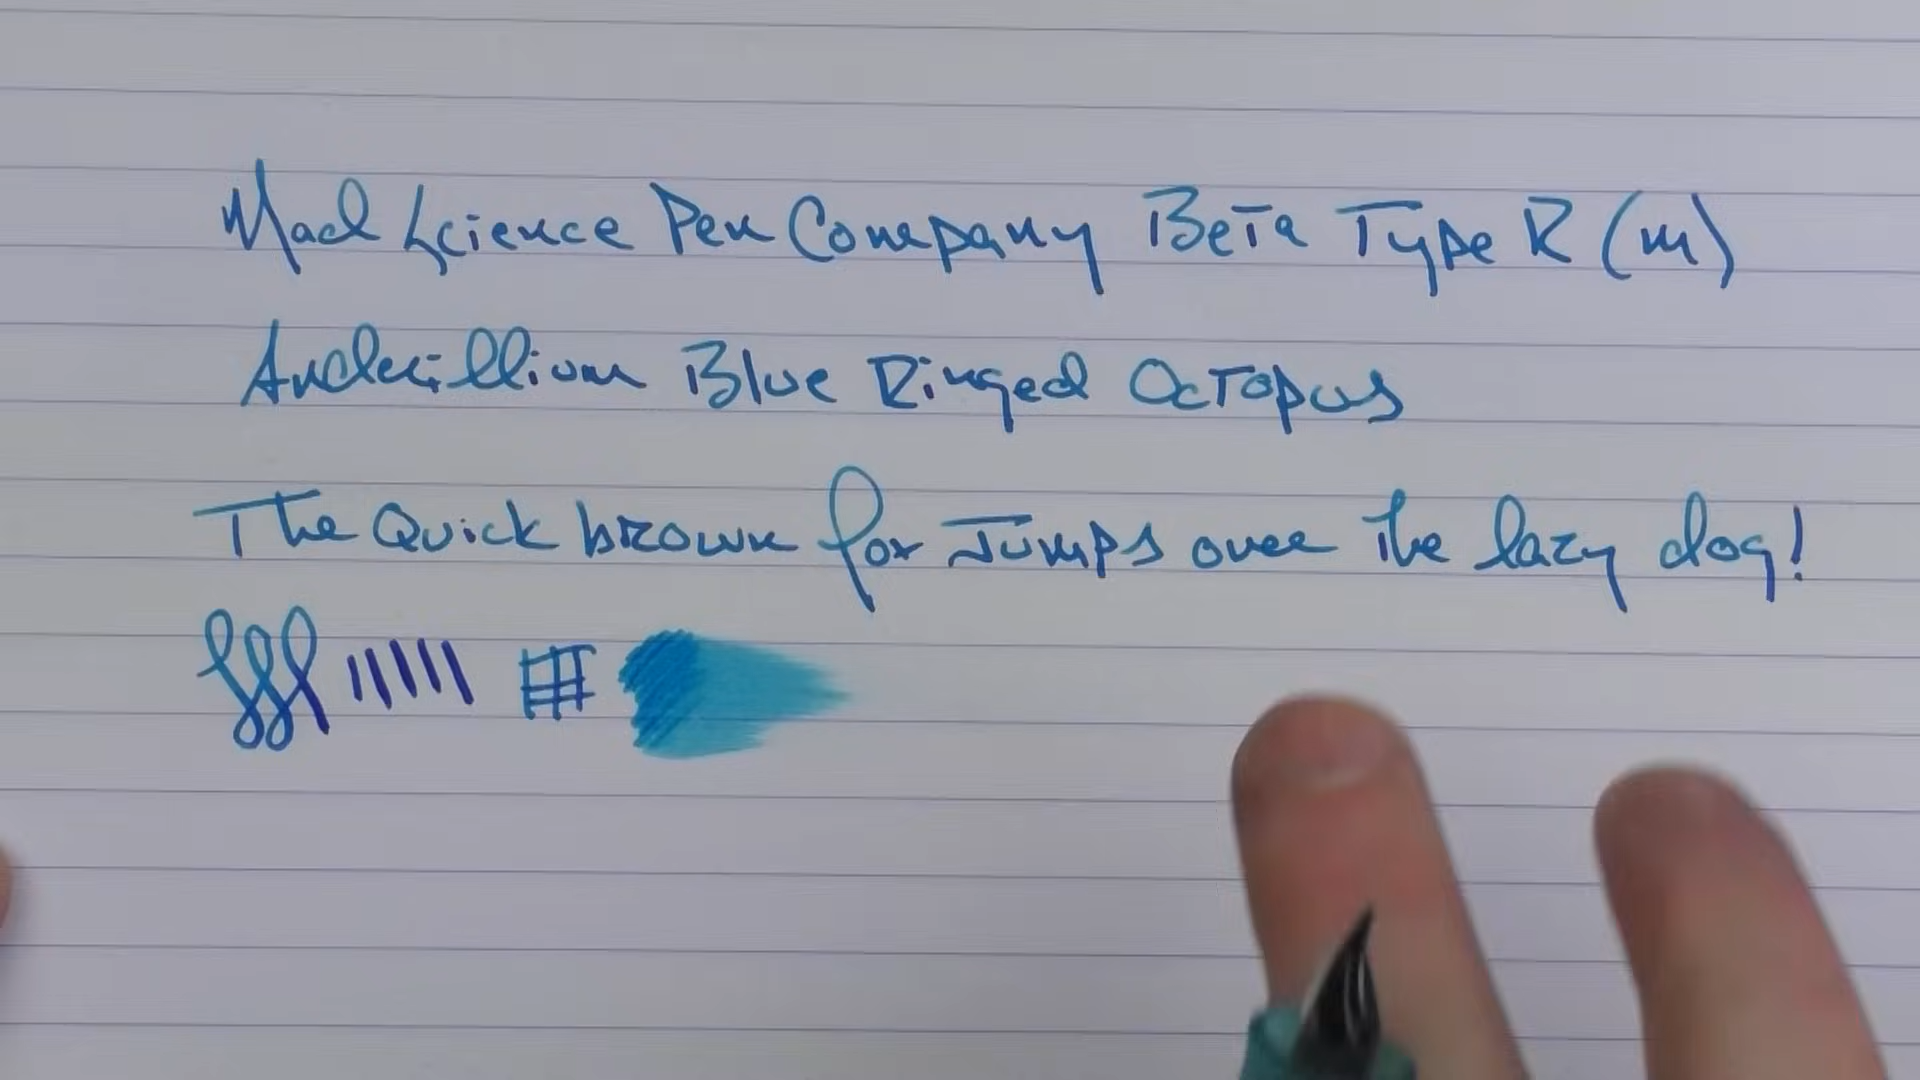 Mad Science Pen Company Beta Type R (m)
Anderillium Blue Ringed Octopus
The Quick brown fox Jumps over the lazy dog!